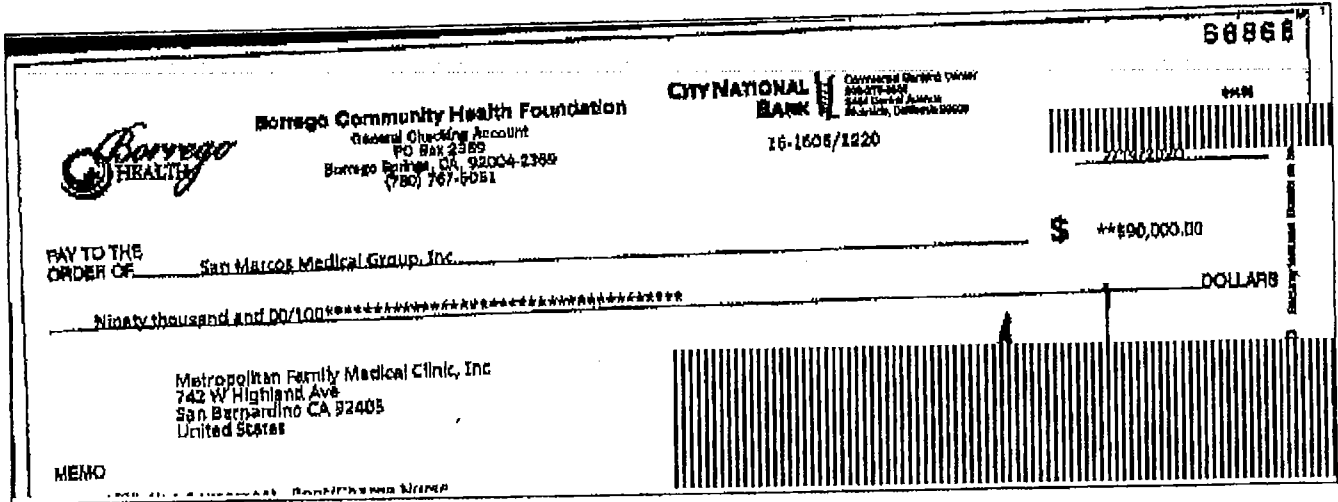 68868
CITY NATIONAL
BANK
Borrego Community Health Foundation
General Checking Account
PO Box 2369
Borrego Springs, CA, 92004-2369
(760) 767-5051
16-1606/1220
Borrego
HEALTH
PAY TO THE
ORDER OF San Marcos Medical Group, Inc.
$ **$90,000.00
Ninety thousand and 00/100**************************************
DOLLARS
Metropolitan Family Medical Clinic, Inc
742 W Highland Ave
San Bernardino CA 92405
United States
MEMO